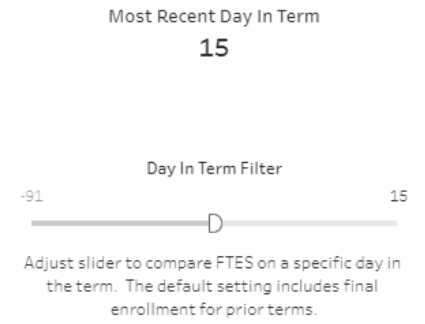 Most Recent Day In Term
15
Day In Term Filter
-91 15
Adjust slider to compare FTES on a specific day in
the term. The default setting includes final
enrollment for prior terms.